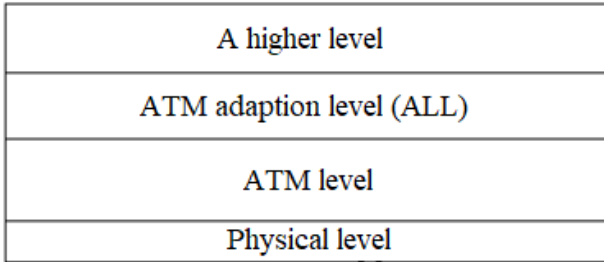 A higher level
ATM adaption level (ALL)
ATM level
Physical level